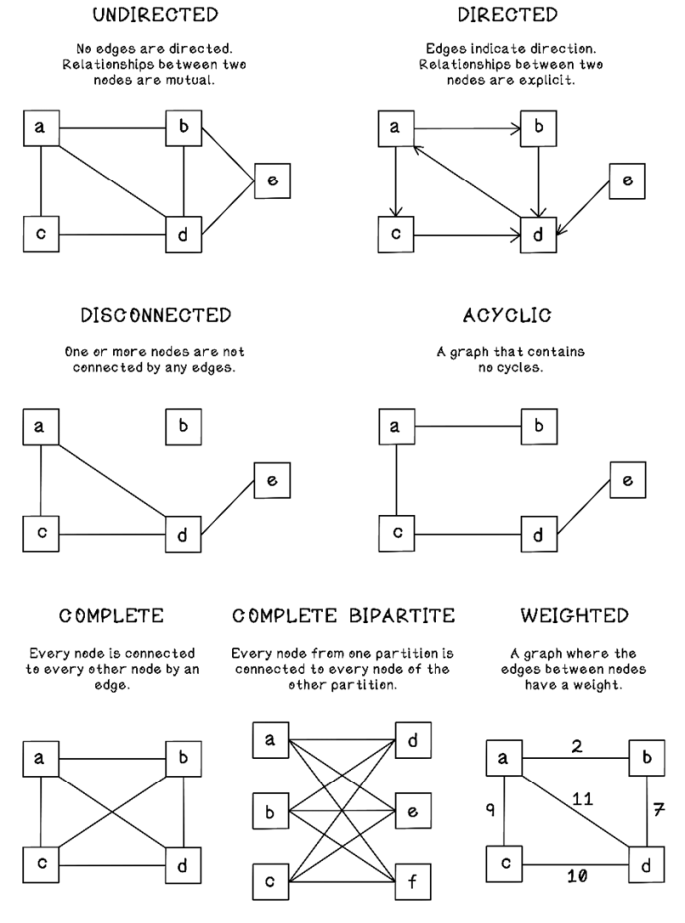 UNDIRECTED
No edges are directed.
Relationships between two
nodes are mutual.
a
b
e
c
d
DIRECTED
Edges indicate direction.
Relationships between two
nodes are explicit.
a
b
e
c
d
DISCONNECTED
One or more nodes are not
connected by any edges.
a
b
e
c
d
ACYCLIC
A graph that contains
no cycles.
a
b
e
c
d
COMPLETE
Every node is connected
to every other node by an
edge.
a
b
c
d
COMPLETE BIPARTITE
Every node from one partition is
connected to every node of the
other partition.
a
d
b
e
c
f
WEIGHTED
A graph where the
edges between nodes
have a weight.
a
2
b
9
11
7
c
10
d